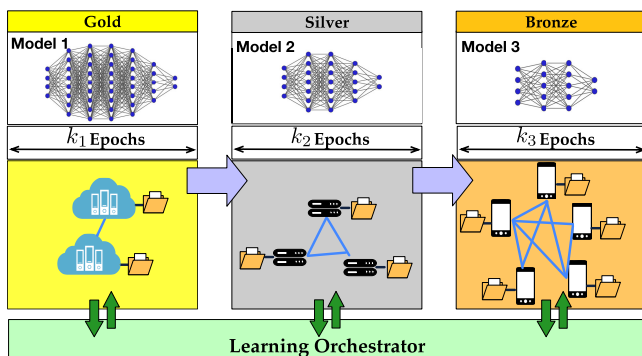 Gold
Silver
Bronze
Model 1
Model 2
Model 3
k₁ Epochs
k₂ Epochs
k₃ Epochs
Learning Orchestrator